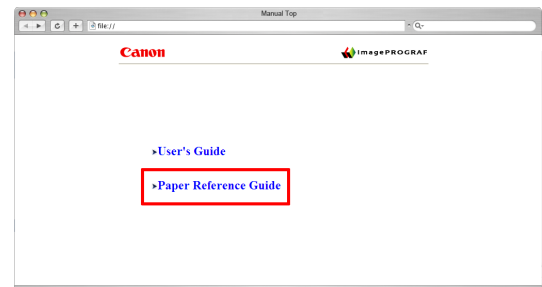 Manual Top
file://
Q-
Canon
imagePROGRAF
➤User's Guide
➤Paper Reference Guide